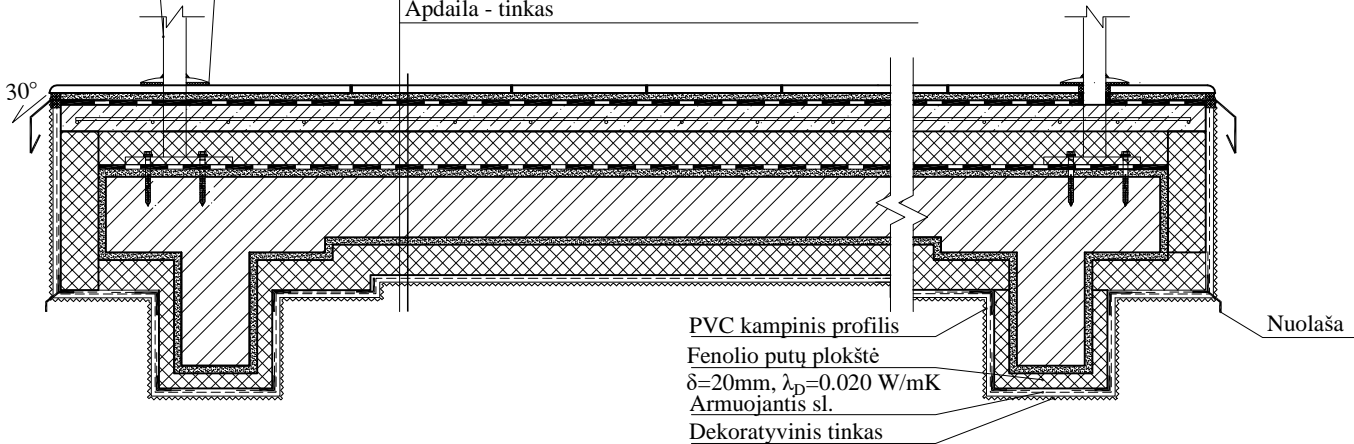 Apdaila - tinkas
30°
PVC kampinis profilis
Nuolaša
Fenolio putų plokštė
δ=20mm, λD=0.020 W/mK
Armuojantis sl.
Dekoratyvinis tinkas